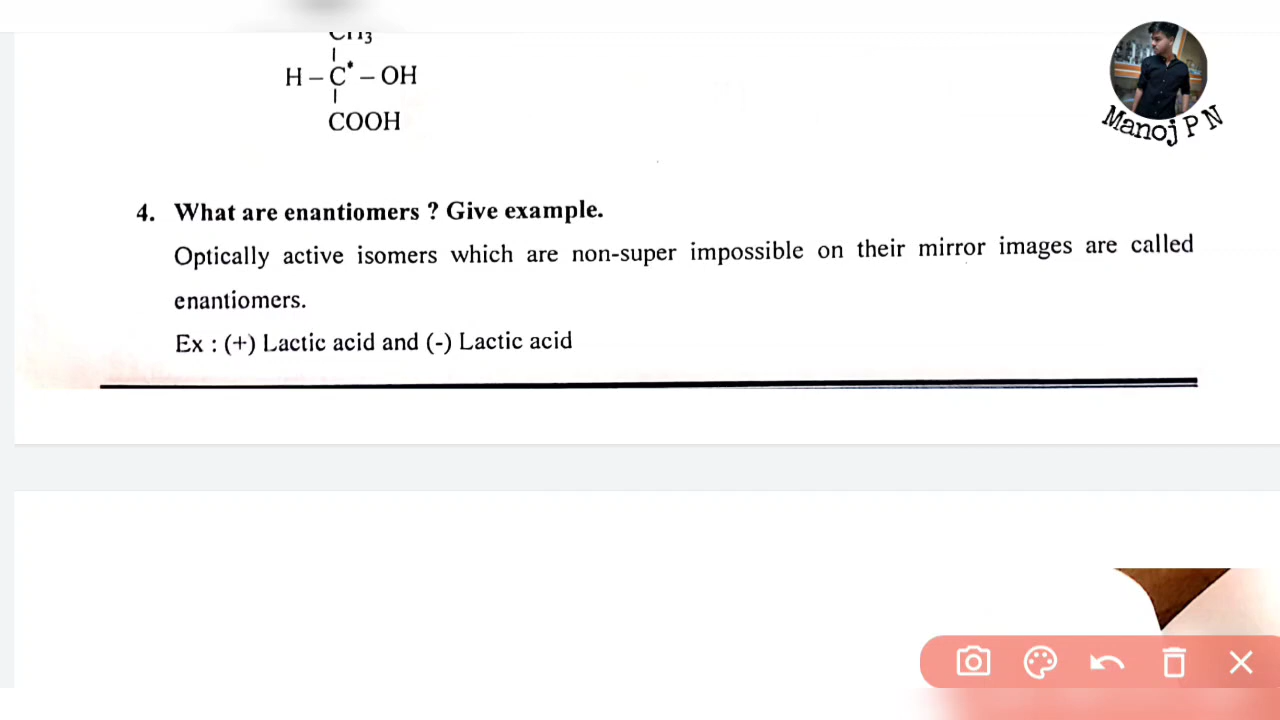 CH3
H – C* – OH
COOH
Manoj P N
4. What are enantiomers ? Give example.
Optically active isomers which are non-super impossible on their mirror images are called
enantiomers.
Ex : (+) Lactic acid and (-) Lactic acid